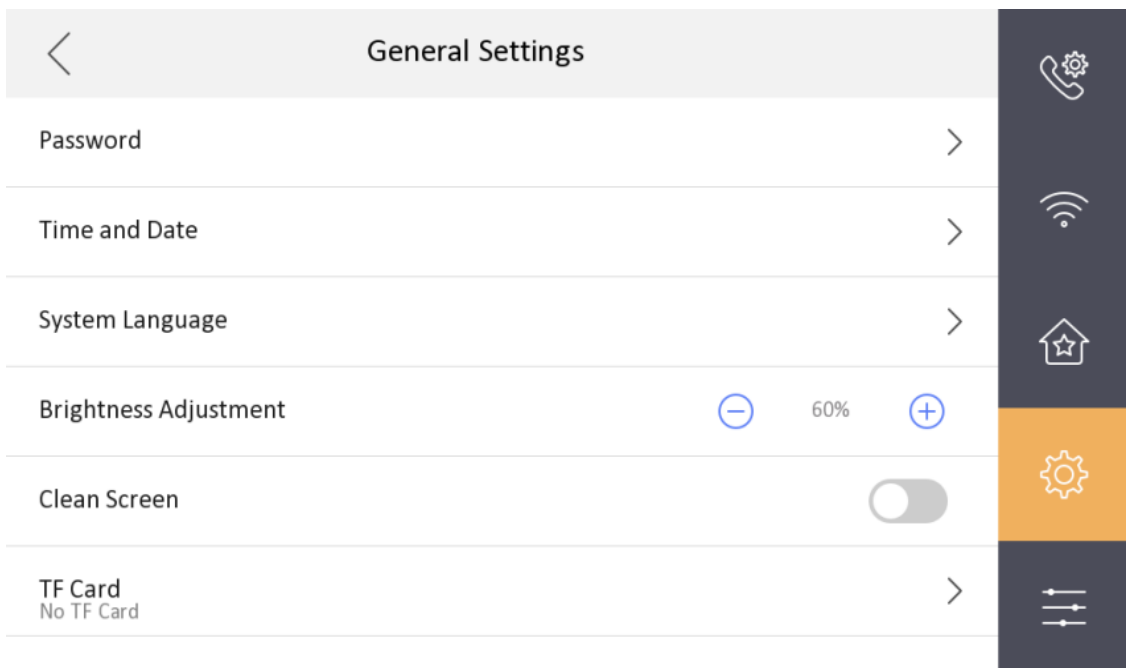 General Settings
Password
Time and Date
System Language
Brightness Adjustment
60%
Clean Screen
TF Card
No TF Card